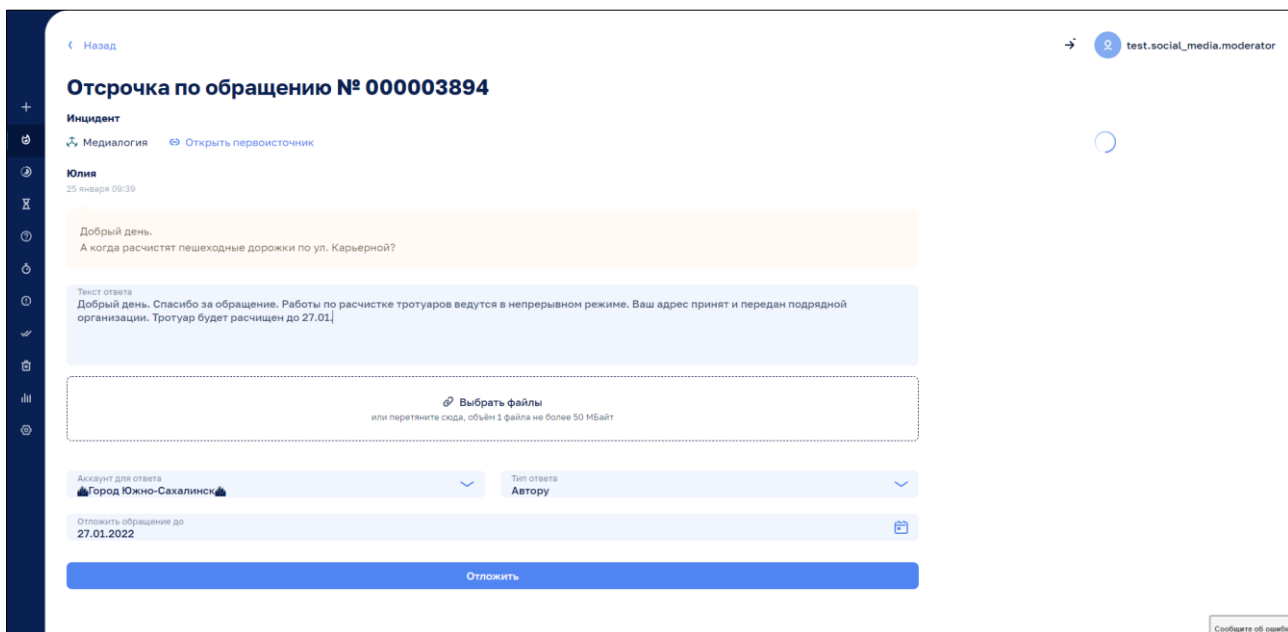 Назад
test.social_media.moderator
Отсрочка по обращению № 000003894
Инцидент
Медиалогия Открыть первоисточник
Юлия
25 января 09:39
Добрый день.
А когда расчистят пешеходные дорожки по ул. Карьерной?
Текст ответа
Добрый день. Спасибо за обращение. Работы по расчистке тротуаров ведутся в непрерывном режиме. Ваш адрес принят и передан подрядной
организации. Тротуар будет расчищен до 27.01.
Выбрать файлы
или перетяните сюда, объём 1 файла не более 50 МБайт
Аккаунт для ответа
Город Южно-Сахалинск
Тип ответа
Автору
Отложить обращение до
27.01.2022
Отложить
Сообщите об ошибк